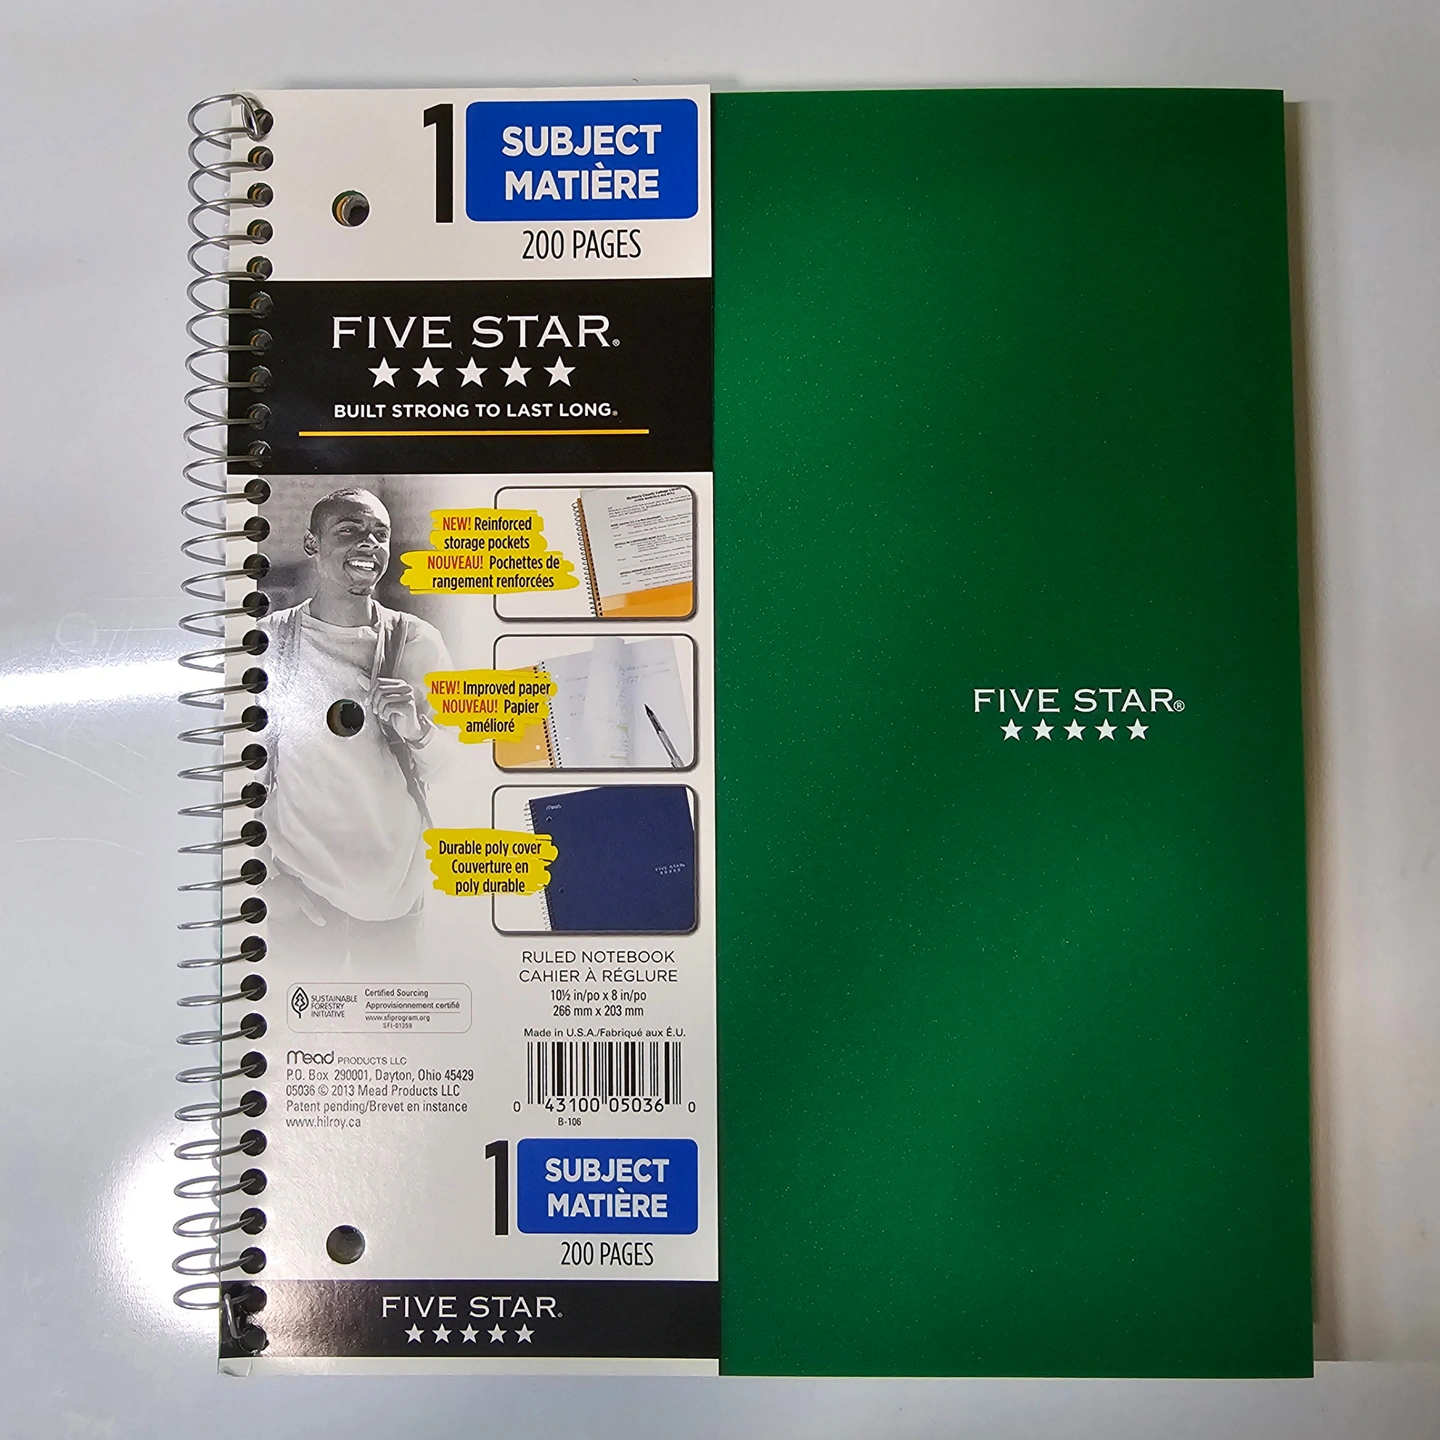 1 SUBJECT
MATIÈRE
200 PAGES
FIVE STAR®
BUILT STRONG TO LAST LONG®
NEW! Reinforced
storage pockets
NOUVEAU! Pochettes de
rangement renforcées
NEW! Improved paper
NOUVEAU! Papier
amélioré
Durable poly cover
Couverture en
poly durable
Mead
FIVE STAR
RULED NOTEBOOK
CAHIER À RÉGLURE
10½ in/po x 8 in/po
266 mm x 203 mm
Made in U.S.A./Fabriqué aux É.U.
0 43100 05036 0
B-106
SUSTAINABLE
FORESTRY
INITIATIVE
Certified Sourcing
Approvisionnement certifié
www.sfiprogram.org
SFI-01359
Mead PRODUCTS LLC
P.O. Box 290001, Dayton, Ohio 45429
05036 © 2013 Mead Products LLC
Patent pending/Brevet en instance
www.hilroy.ca
1 SUBJECT
MATIÈRE
200 PAGES
FIVE STAR®
FIVE STAR®